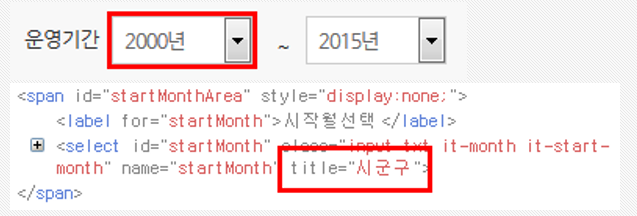 운영기간 2000년 ~ 2015년
<span id="startMonthArea" style="display:none;">
<label for="startMonth">시작월선택 </label>
<select id="startMonth" class="input txt it-month it-start-
month" name="startMonth" title="시군구">
</span>